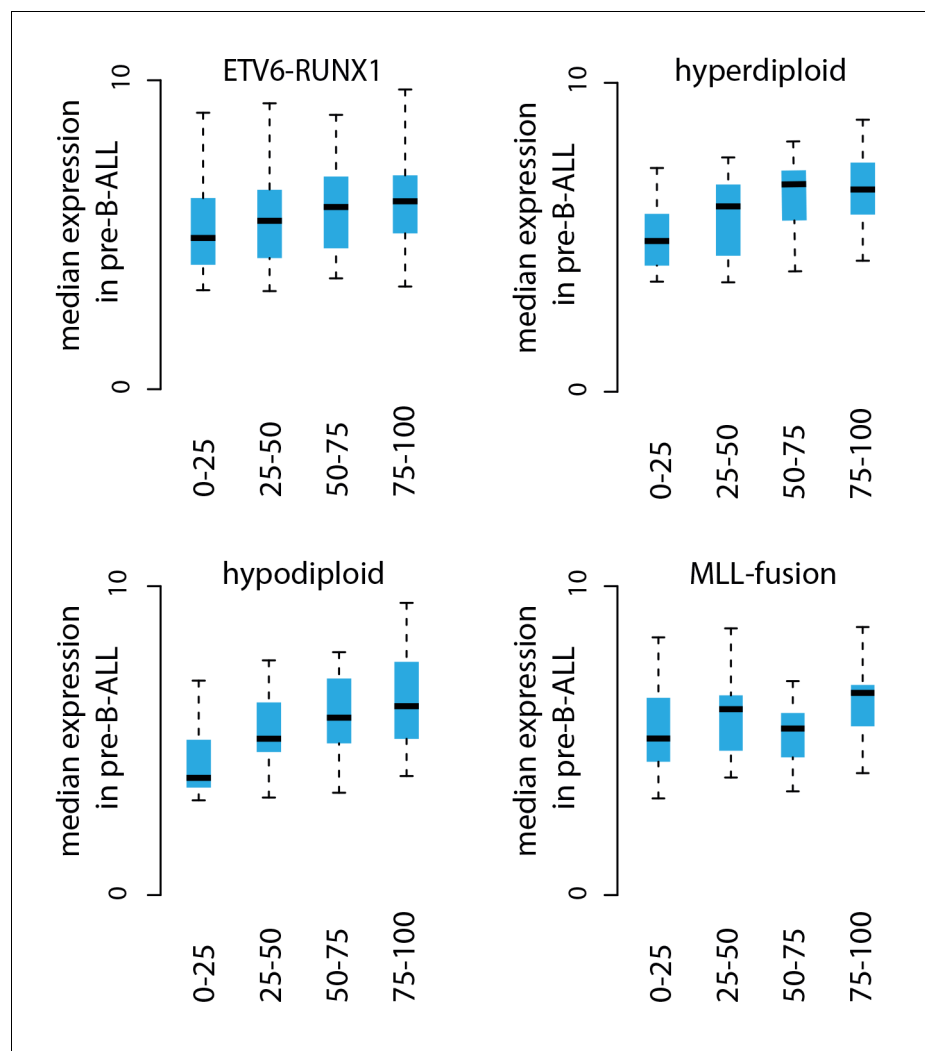 ETV6-RUNX1
10
0
median expression
in pre-B-ALL
0-25
25-50
50-75
75-100
hyperdiploid
10
0
median expression
in pre-B-ALL
0-25
25-50
50-75
75-100
hypodiploid
10
0
median expression
in pre-B-ALL
0-25
25-50
50-75
75-100
MLL-fusion
10
0
median expression
in pre-B-ALL
0-25
25-50
50-75
75-100